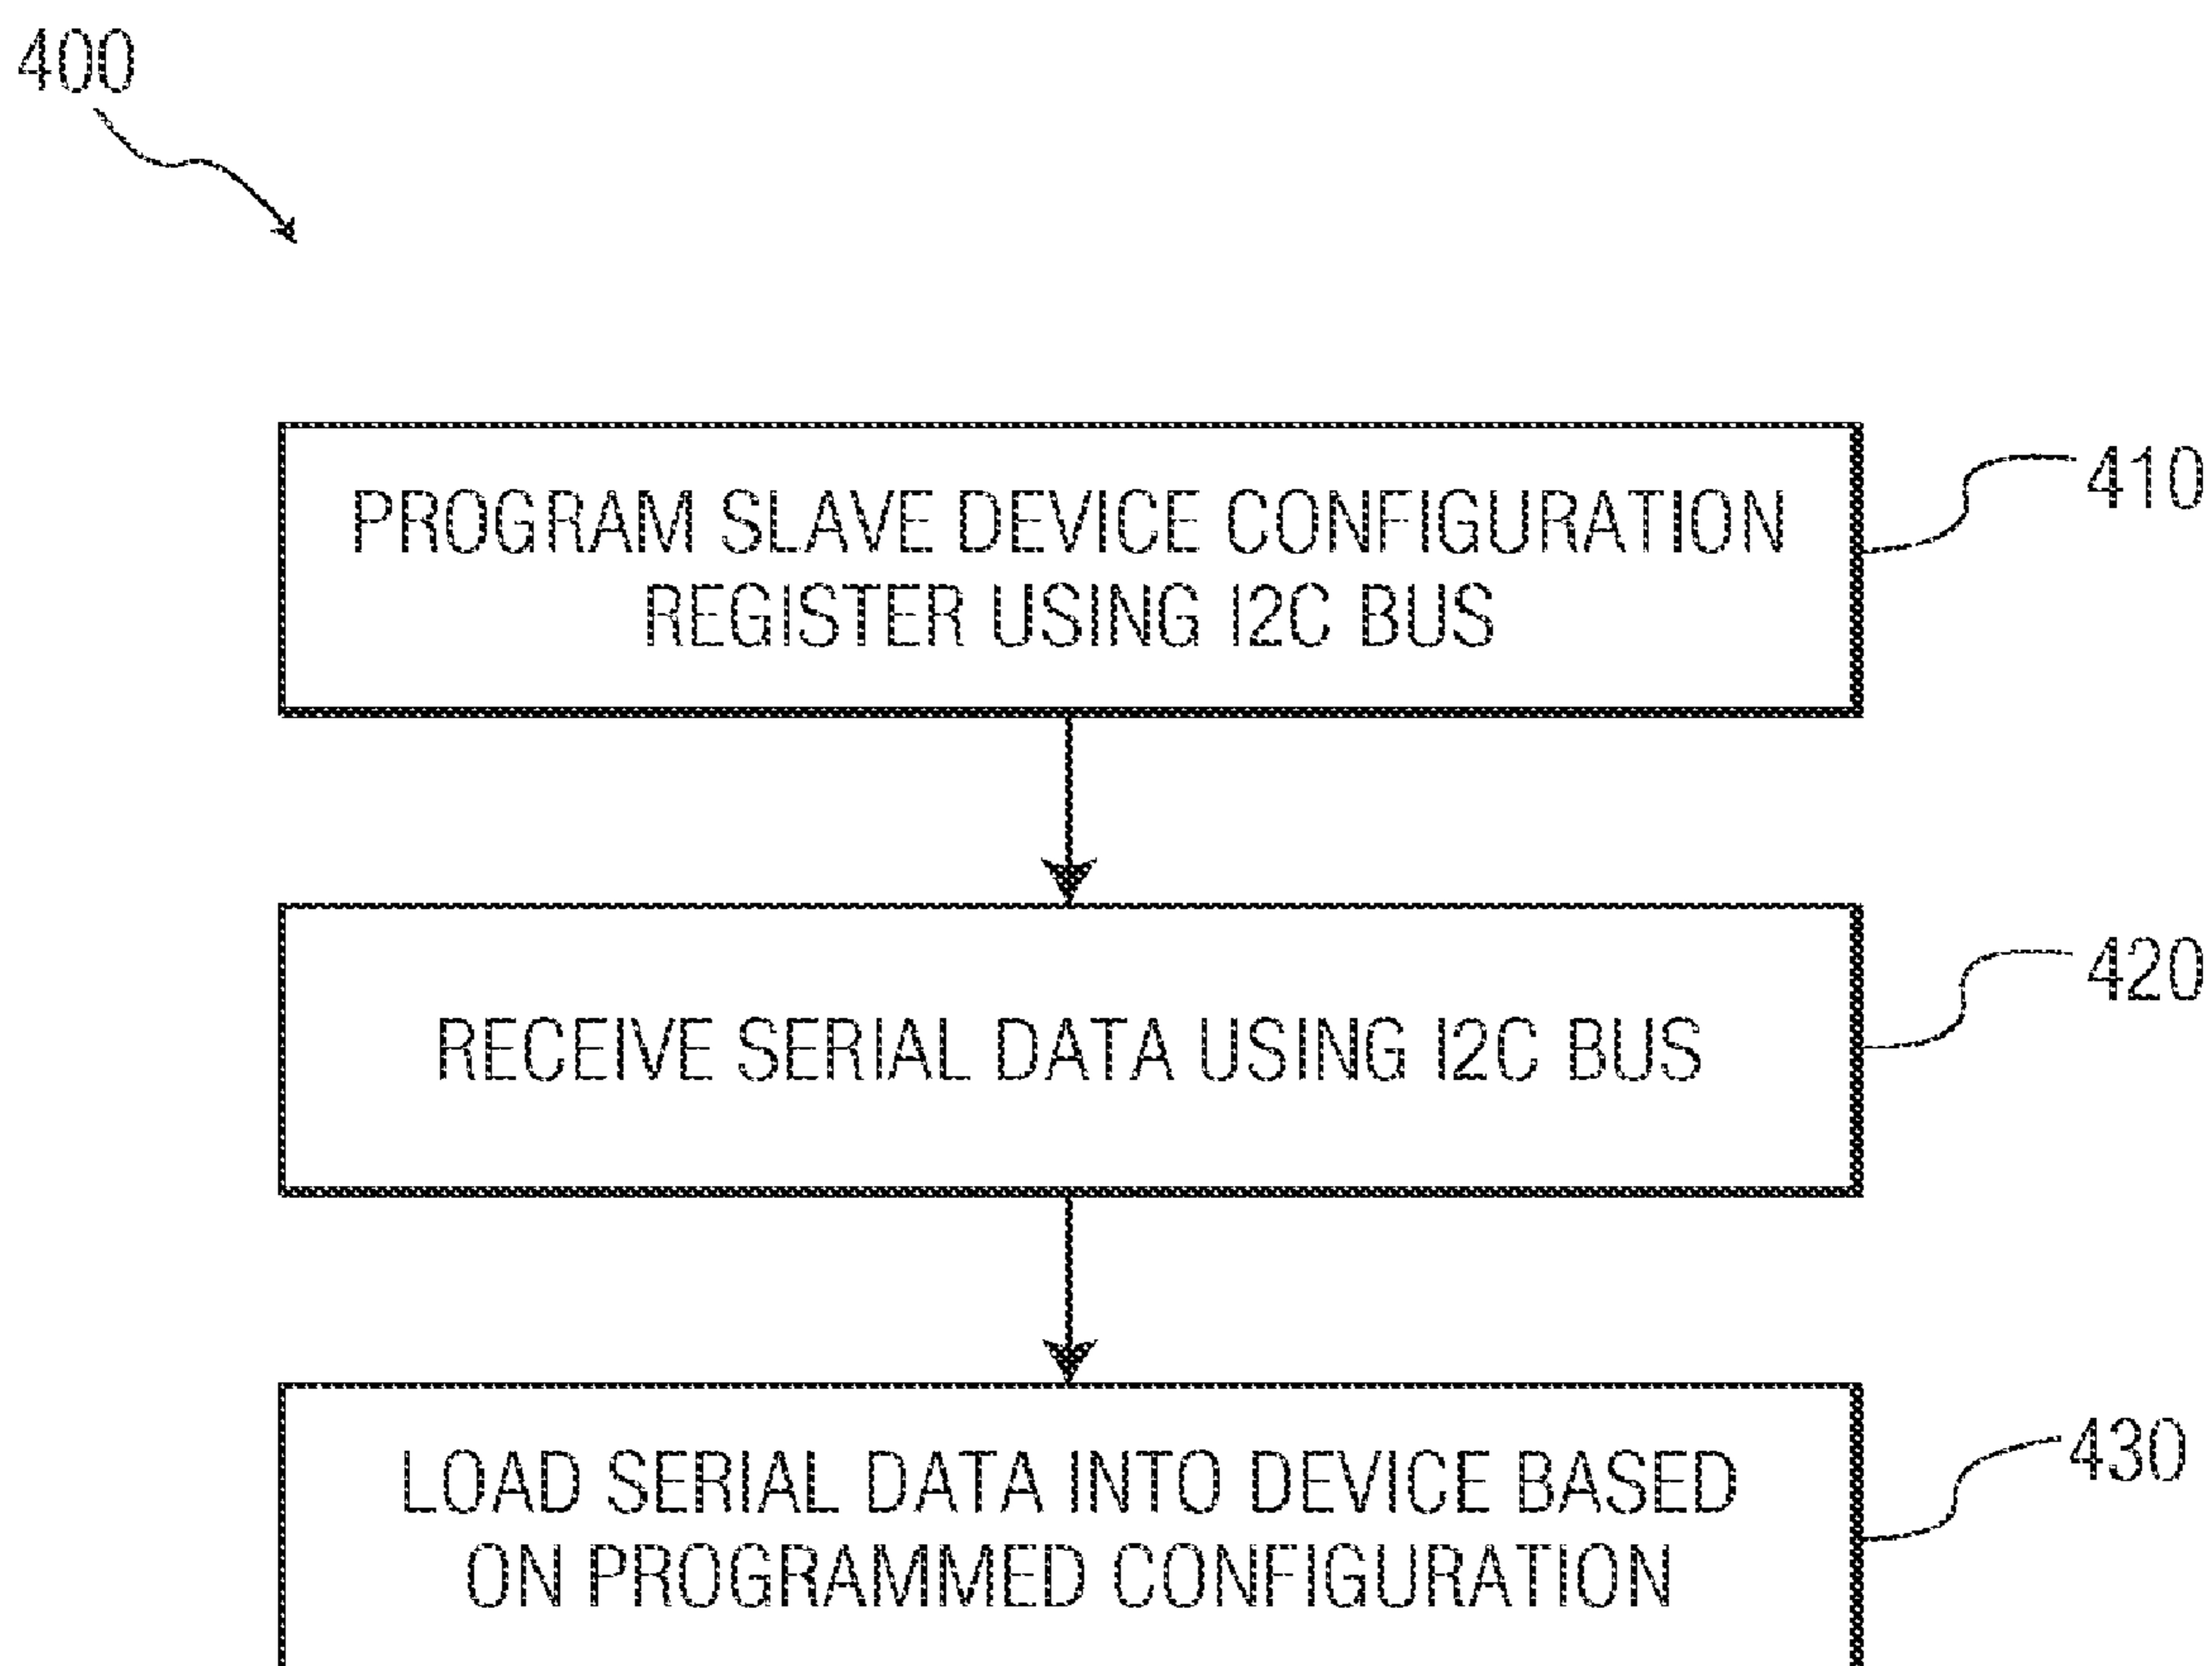 400
PROGRAM SLAVE DEVICE CONFIGURATION
REGISTER USING I2C BUS
410
RECEIVE SERIAL DATA USING I2C BUS
420
LOAD SERIAL DATA INTO DEVICE BASED
ON PROGRAMMED CONFIGURATION
430